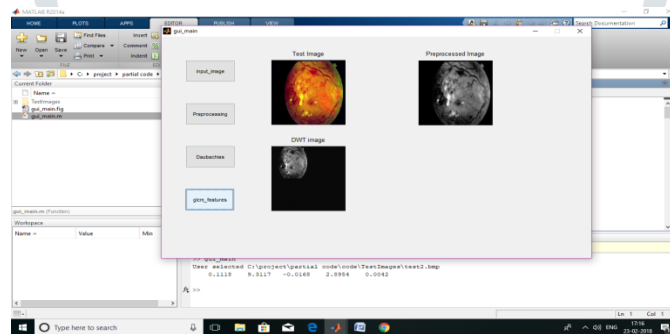 MATLAB R2014a
HOME PLOTS APPS EDITOR PUBLISH VIEW
Search Documentation
New Open Save
Find Files
Compare
Print
Insert
Comment
Indent
FILE
C: project partial code
Current Folder
Name
TestImages
gui_main.fig
gui_main.m
gui_main.m (Function)
Workspace
Name Value Min
gui_main
input_image
Preprocessing
Daubachies
glcm_features
Test Image
Preprocessed Image
DWT image
>> gui_main
User selected C:\project\partial code\code\TestImages\test2.bmp
0.1118 9.3117 -0.0168 2.8954 0.0042
>>
Ln 1 Col 1
Type here to search
ENG
17:16
23-02-2018